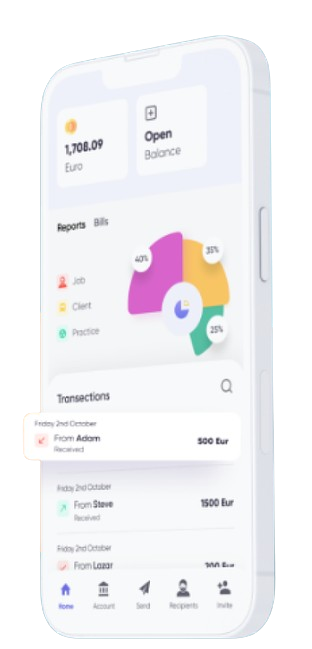 1,708.09
Euro
Open
Balance
Reports Bills
40%
35%
Job
Client
Practice
25%
Transections
Friday 2nd October
From Adam
Received
500 Eur
Friday 2nd October
From Steve
Received
1500 Eur
Friday 2nd October
From Lazar
200 Eur
Home
Account
Send
Recipients
Invite